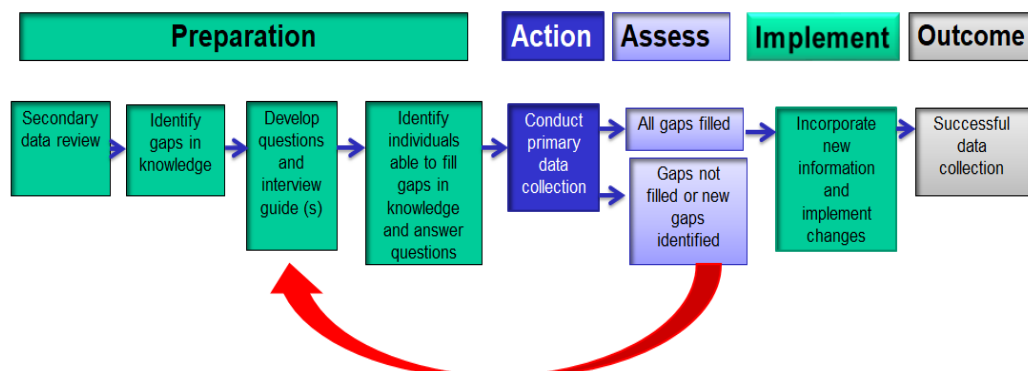 Preparation
Action
Assess
Implement
Outcome
Secondary
data review
Identify
gaps in
knowledge
Develop
questions
and
interview
guide (s)
Identify
individuals
able to fill
gaps in
knowledge
and answer
questions
Conduct
primary
data
collection
All gaps filled
Gaps not
filled or new
gaps
identified
Incorporate
new
information
and
implement
changes
Successful
data
collection